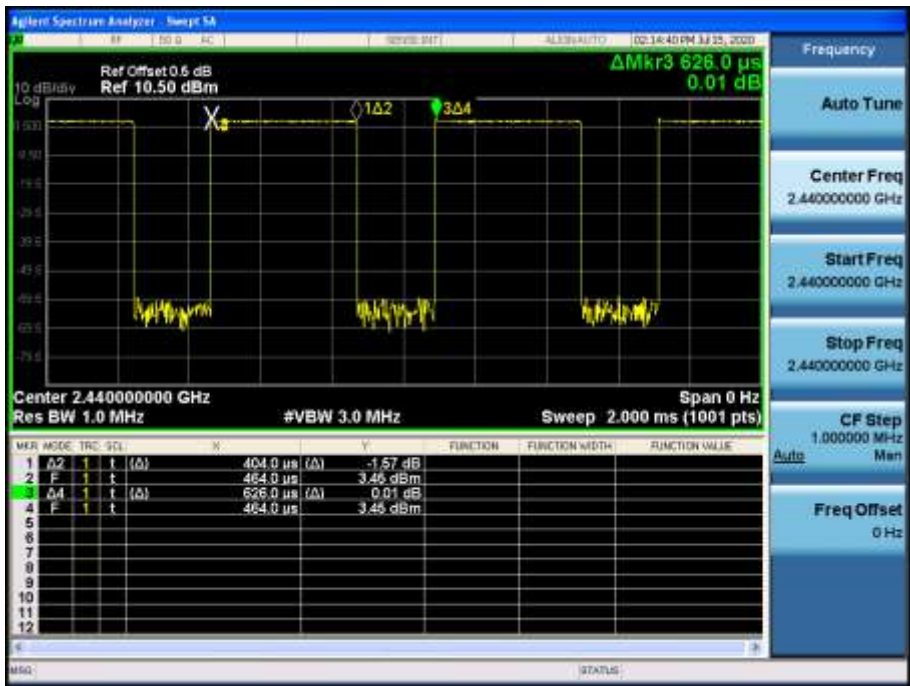 Agilent Spectrum Analyzer - Swept SA
RF 50 Ω AC SENSE:INT ALIGNAUTO 02:14:40 PM Jul 15, 2020
Frequency
ΔMkr3 626.0 µs
0.01 dB
Ref Offset 0.5 dB
10 dB/div Ref 10.50 dBm
Log
1Δ2
3Δ4
Auto Tune
Center Freq
2.440000000 GHz
Start Freq
2.440000000 GHz
Stop Freq
2.440000000 GHz
CF Step
1.000000 MHz
Auto Man
Freq Offset
0 Hz
Center 2.440000000 GHz Span 0 Hz
Res BW 1.0 MHz #VBW 3.0 MHz Sweep 2.000 ms (1001 pts)
MKR MODE TRC SCL X Y FUNCTION FUNCTION WIDTH FUNCTION VALUE
1 Δ2 1 t (Δ) 404.0 µs (Δ) -1.57 dB
2 F 1 t 464.0 µs 3.45 dBm
3 Δ4 1 t (Δ) 626.0 µs (Δ) 0.01 dB
4 F 1 t 464.0 µs 3.45 dBm
5
6
7
8
9
10
11
12
MSG STATUS